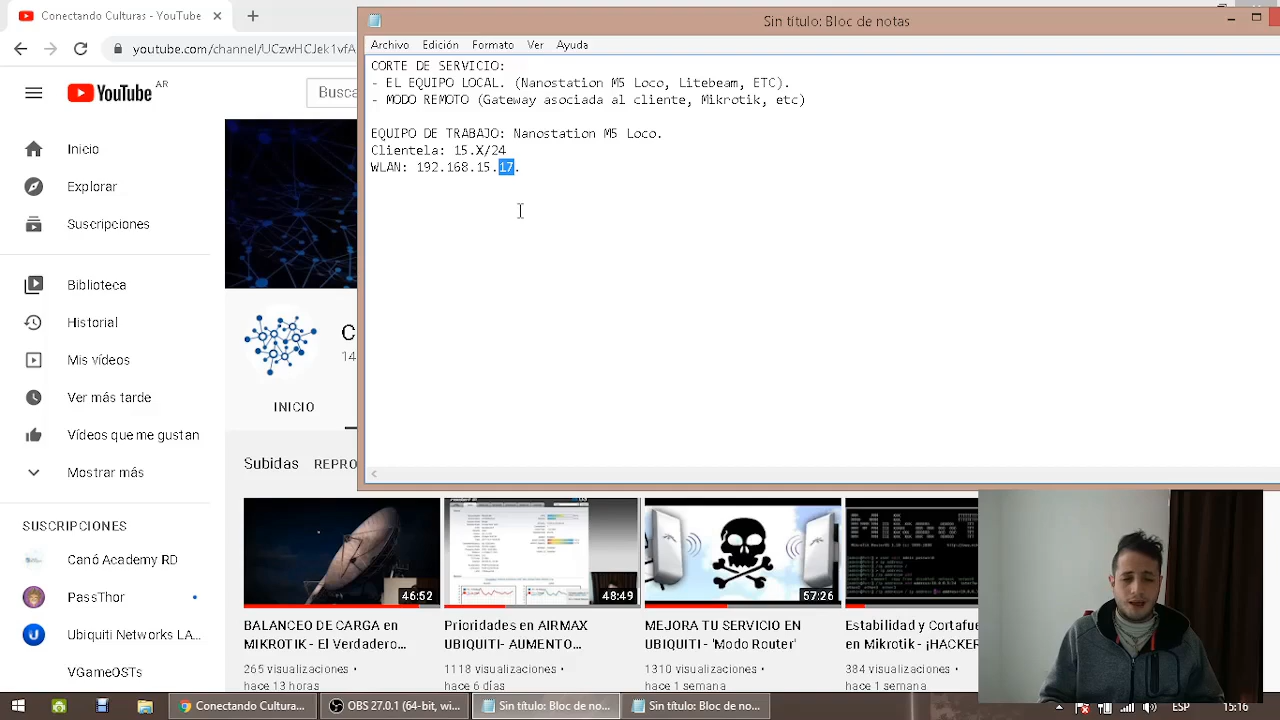 Conectando Culturas - YouTube
Sin título: Bloc de notas
youtube.com/channel/UCzwHCJek1vfA
Archivo Edición Formato Ver Ayuda
CORTE DE SERVICIO:
- EL EQUIPO LOCAL. (Nanostation M5 Loco, Litebeam, ETC).
- MODO REMOTO (Gateway asociada al cliente, Mikrotik, etc)
EQUIPO DE TRABAJO: Nanostation M5 Loco.
Clientela: 15.X/24
WLAN: 192.168.15.17.
YouTube AR
Busca
Inicio
Explorar
Suscripciones
Biblioteca
Historial
Mis vídeos
Ver más tarde
Vídeos que me gustan
Mostrar más
SUSCRIPCIONES
Computecnicos
Passinor
Ubiquiti Networks LA...
VGameOSTs
C
14
INICIO
Subidas REPRO
46:52
46:49
57:26
BALANCEO DE CARGA en
MIKROTIK - El Verdadero...
265 visualizaciones •
hace 13 horas
Prioridades en AIRMAX
UBIQUITI- AUMENTO...
1118 visualizaciones •
hace 6 días
MEJORA TU SERVICIO EN
UBIQUITI - 'Modo Router'
1310 visualizaciones •
hace 1 semana
Estabilidad y Cortafue
en Mikrotik - ¡HACKER
384 visualizaciones •
hace 1 semana
Conectando Cultura...
OBS 27.0.1 (64-bit, wi...
Sin título: Bloc de no...
Sin título: Bloc de no...
ESP 15:16